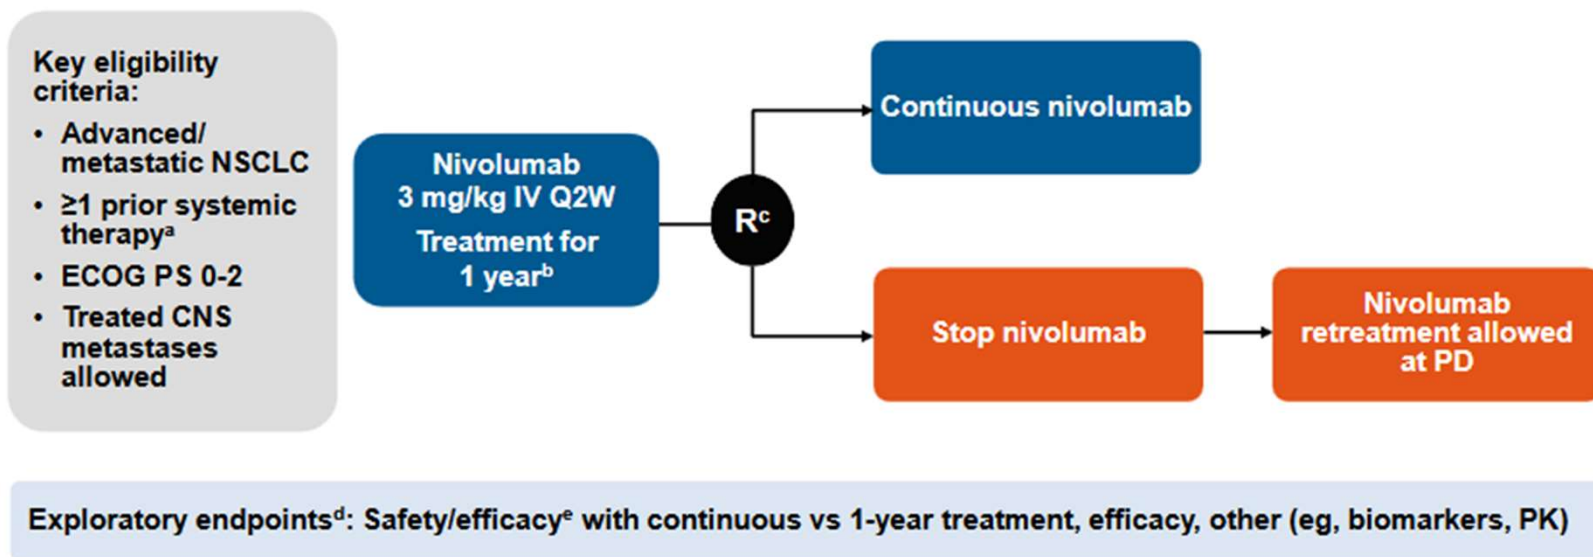 Key eligibility
criteria:
• Advanced/
metastatic NSCLC
• ≥1 prior systemic
therapyᵃ
• ECOG PS 0-2
• Treated CNS
metastases
allowed
Nivolumab
3 mg/kg IV Q2W
Treatment for
1 yearᵇ
Rᶜ
Continuous nivolumab
Stop nivolumab
Nivolumab
retreatment allowed
at PD
Exploratory endpointsᵈ: Safety/efficacyᵉ with continuous vs 1-year treatment, efficacy, other (eg, biomarkers, PK)